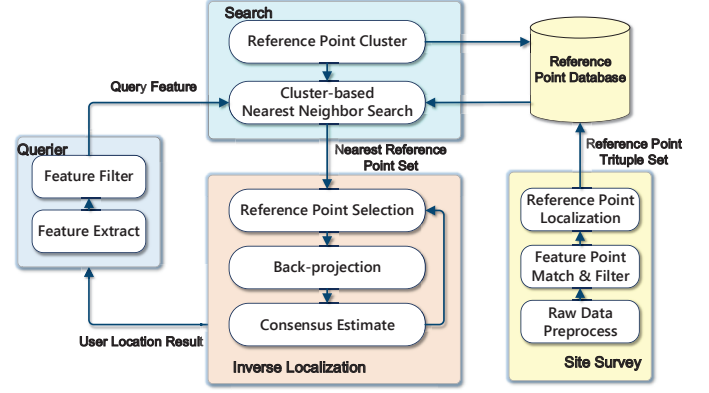 Search
Reference Point Cluster
Reference
Point Database
Query Feature
Cluster-based
Nearest Neighbor Search
Querier
Feature Filter
Feature Extract
Nearest Reference
Point Set
Reference Point
Trituple Set
Reference Point Selection
Back-projection
Consensus Estimate
Inverse Localization
User Location Result
Reference Point
Localization
Feature Point
Match & Filter
Raw Data
Preprocess
Site Survey